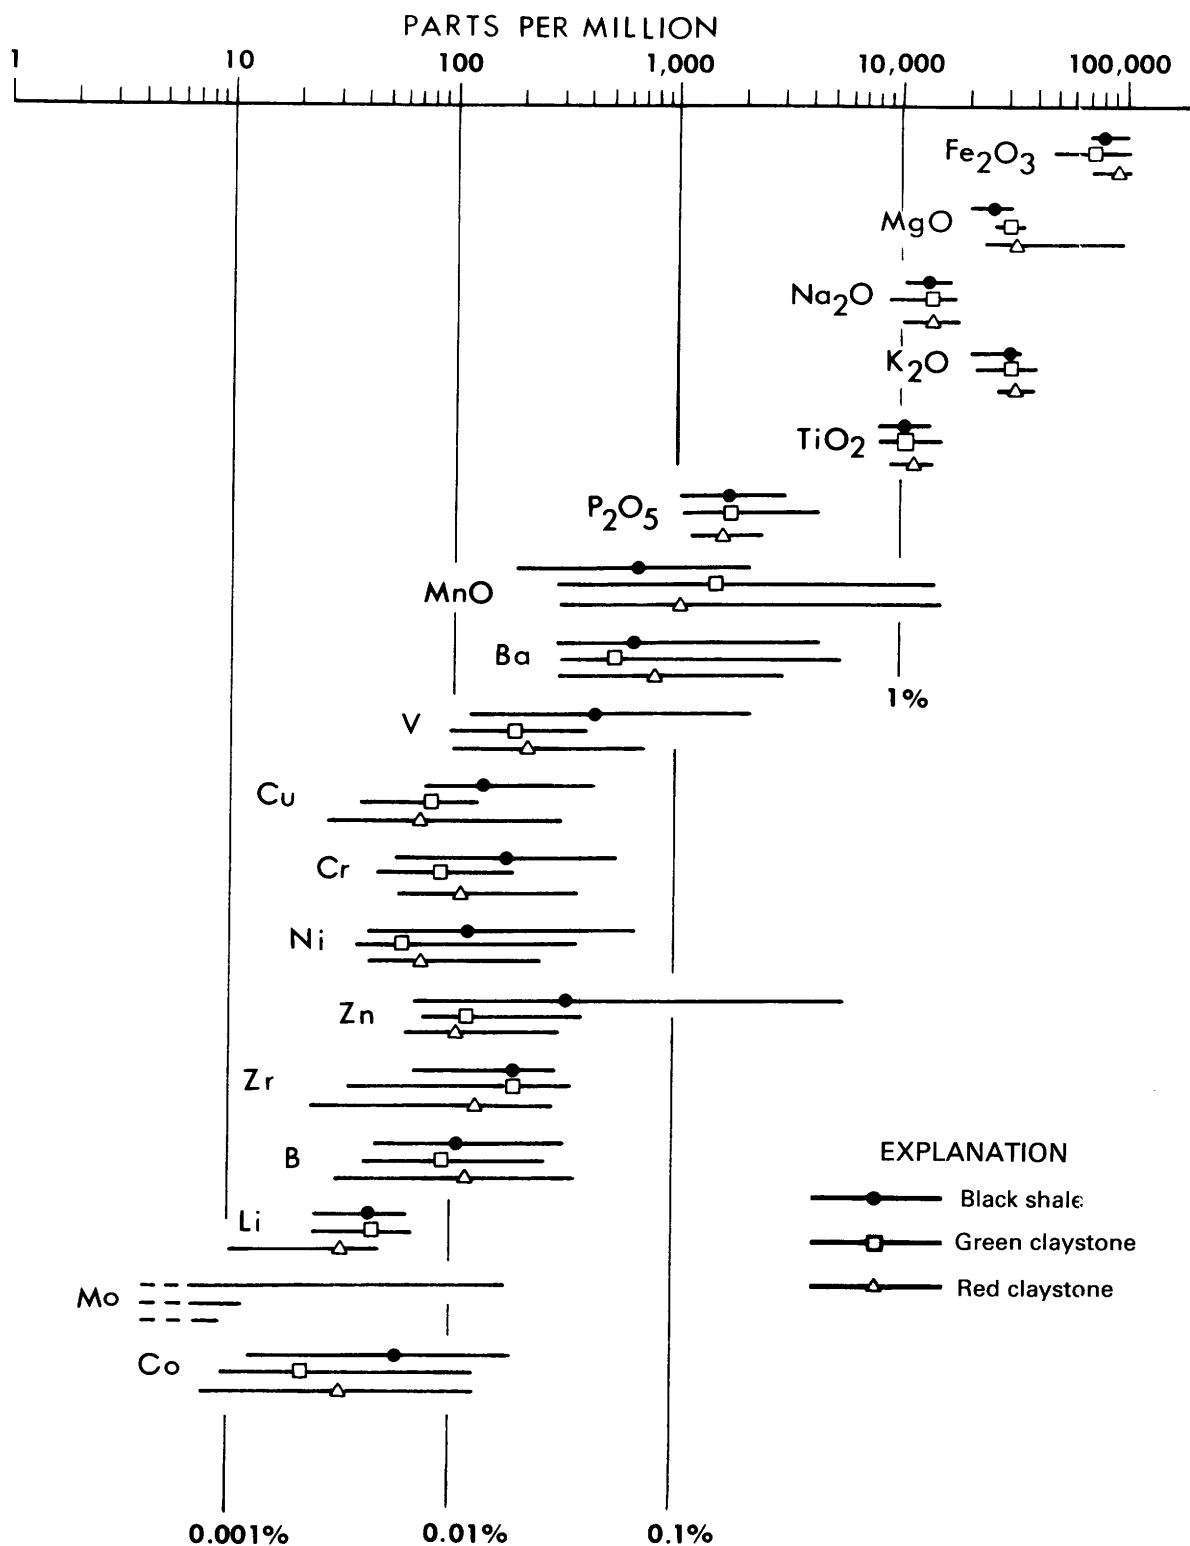 PARTS PER MILLION
1 10 100 1,000 10,000 100,000
Fe2O3
MgO
Na2O
K2O
TiO2
P2O5
MnO
Ba
1%
V
Cu
Cr
Ni
Zn
Zr
B
EXPLANATION
Black shale
Li
Green claystone
Mo
Red claystone
Co
0.001% 0.01% 0.1%